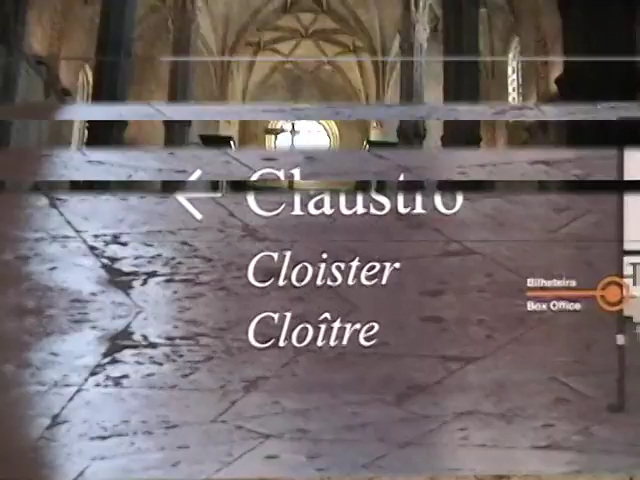 ← Claustro
Cloister
Cloître
Bilheteira
Box Office